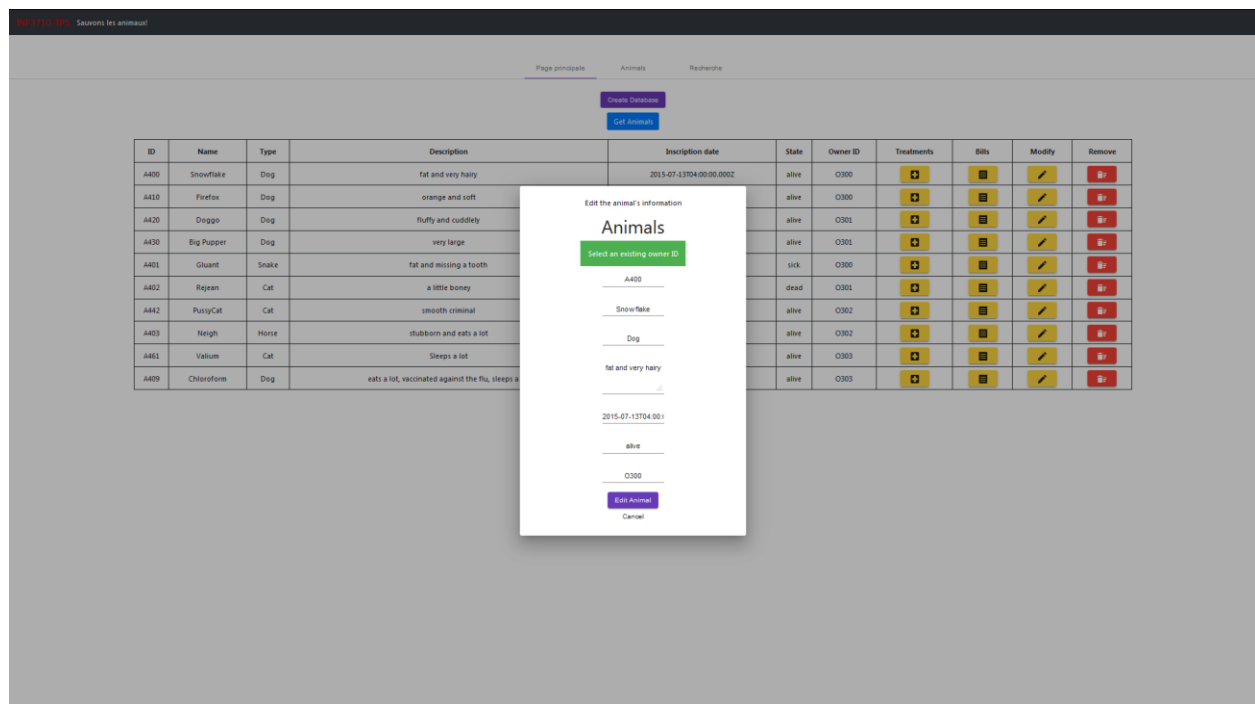 INF3710 TP5 Sauvons les animaux!
Page principale Animals Recherche
Create Database
Get Animals
ID Name Type Description Inscription date State Owner ID Treatments Bills Modify Remove
A400 Snowflake Dog fat and very hairy 2015-07-13T04:00:00.000Z alive O300
A410 Firefox Dog orange and soft alive O300
A420 Doggo Dog fluffy and cuddlely alive O301
A430 Big Pupper Dog very large alive O301
A401 Gluant Snake fat and missing a tooth sick O300
A402 Rejean Cat a little boney dead O301
A442 PussyCat Cat smooth criminal alive O302
A403 Neigh Horse stubborn and eats a lot alive O302
A461 Valium Cat Sleeps a lot alive O303
A409 Chloroform Dog eats a lot, vaccinated against the flu, sleeps a alive O303
Edit the animal's information
Animals
Select an existing owner ID
A400
Snowflake
Dog
fat and very hairy
2015-07-13T04:00:
alive
O300
Edit Animal
Cancel